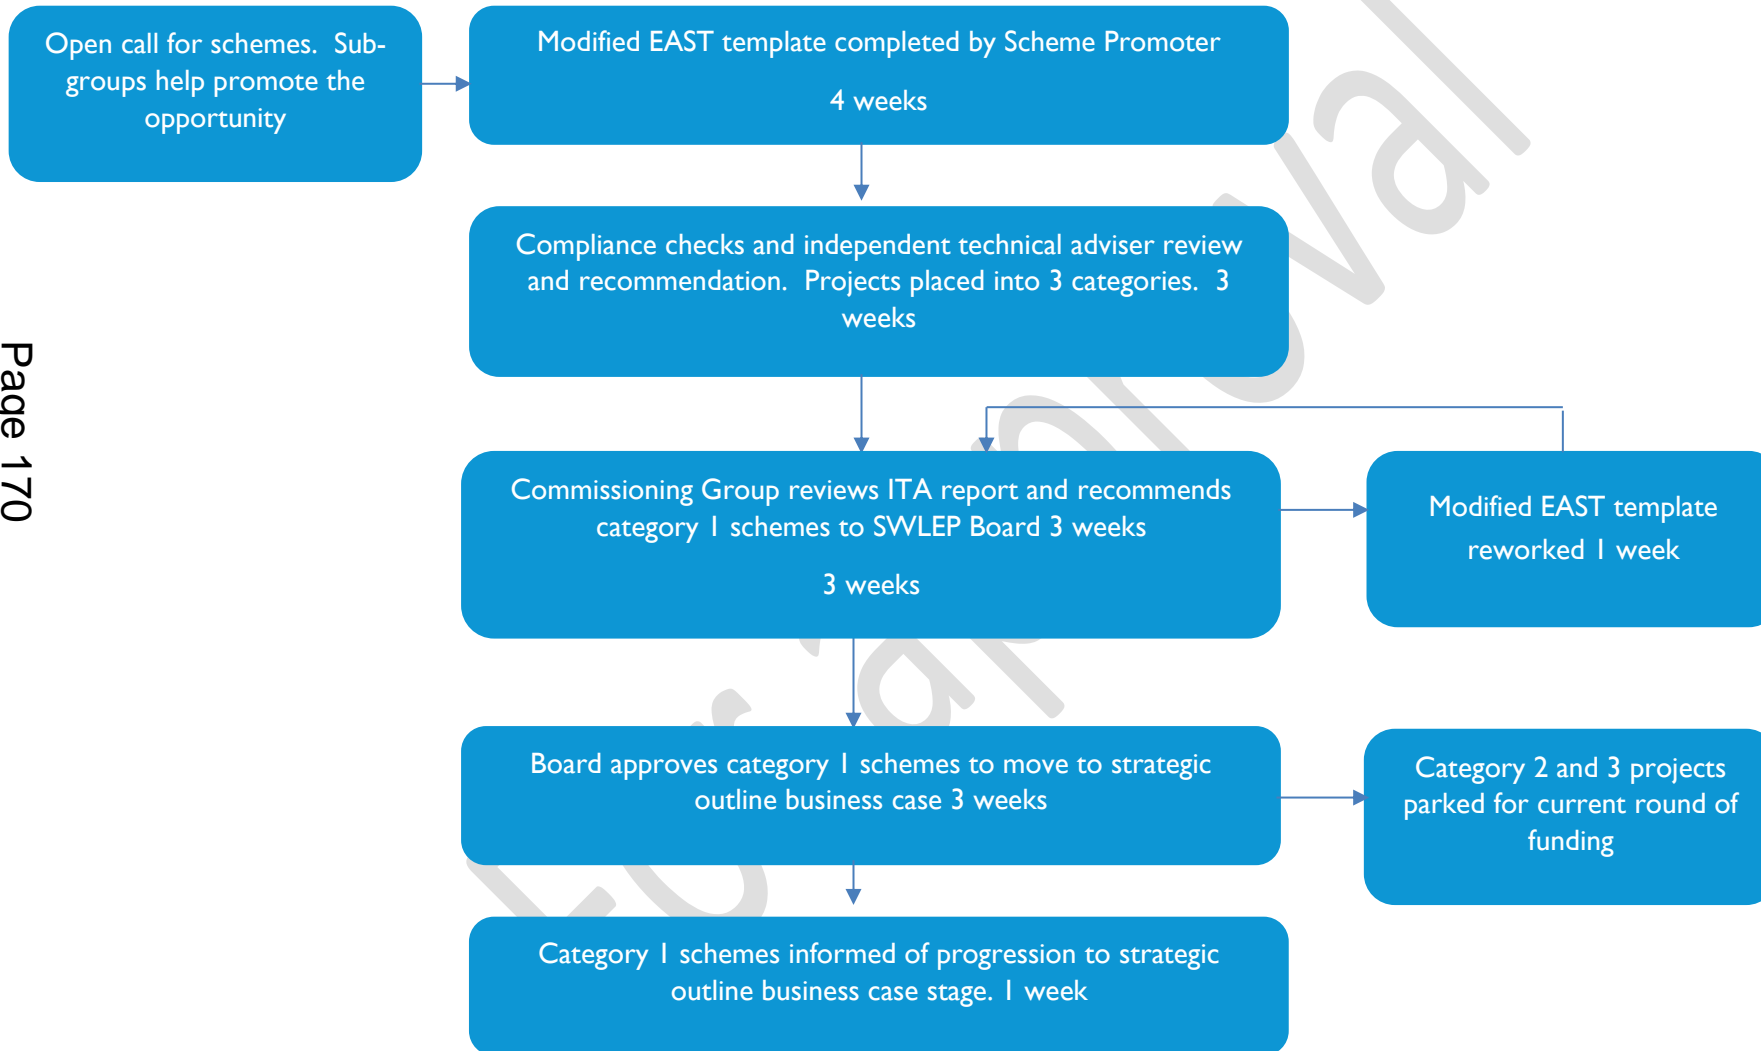 Open call for schemes.  Sub-
groups help promote the
opportunity
Modified EAST template completed by Scheme Promoter
4 weeks
Compliance checks and independent technical adviser review
and recommendation.  Projects placed into 3 categories.  3
weeks
Commissioning Group reviews ITA report and recommends
category 1 schemes to SWLEP Board 3 weeks
3 weeks
Modified EAST template
reworked 1 week
Board approves category 1 schemes to move to strategic
outline business case 3 weeks
Category 2 and 3 projects
parked for current round of
funding
Category 1 schemes informed of progression to strategic
outline business case stage. 1 week
Page 170
For approval